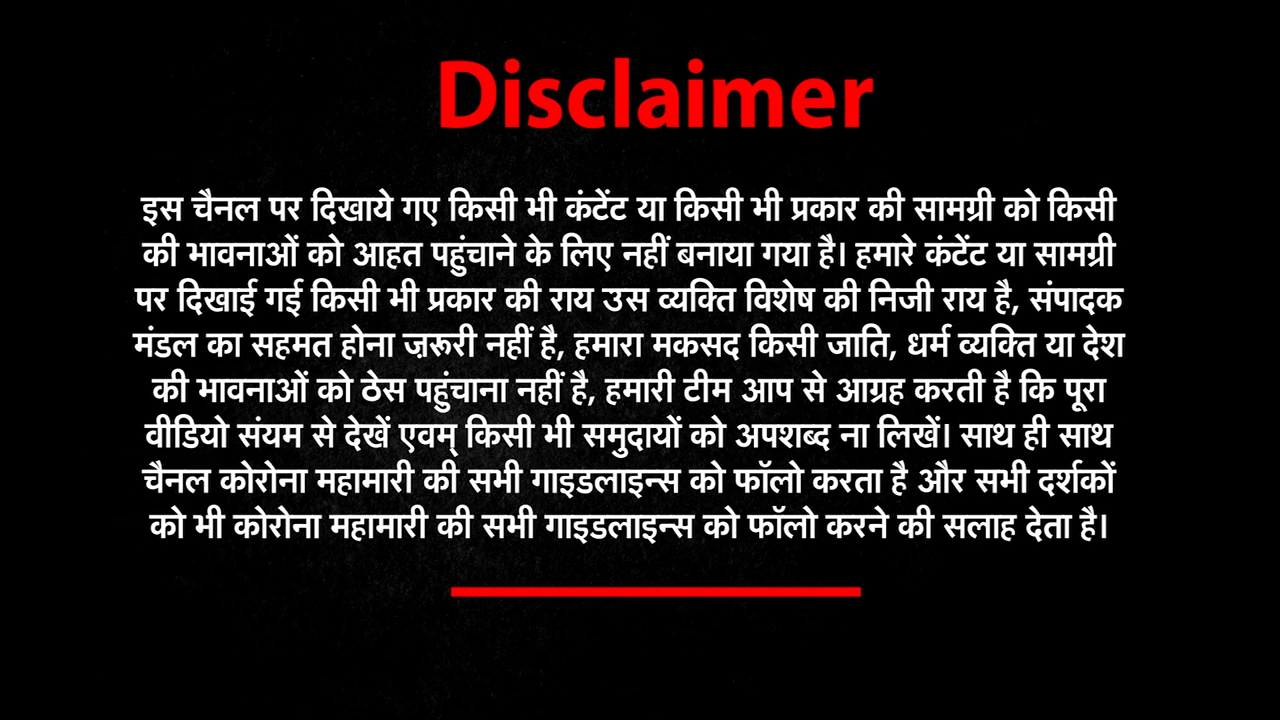 Disclaimer
इस चैनल पर दिखाये गए किसी भी कंटेंट या किसी भी प्रकार की सामग्री को किसी
की भावनाओं को आहत पहुंचाने के लिए नहीं बनाया गया है। हमारे कंटेंट या सामग्री
पर दिखाई गई किसी भी प्रकार की राय उस व्यक्ति विशेष की निजी राय है, संपादक
मंडल का सहमत होना ज़रूरी नहीं है, हमारा मकसद किसी जाति, धर्म व्यक्ति या देश
की भावनाओं को ठेस पहुंचाना नहीं है, हमारी टीम आप से आग्रह करती है कि पूरा
वीडियो संयम से देखें एवम् किसी भी समुदायों को अपशब्द ना लिखें। साथ ही साथ
चैनल कोरोना महामारी की सभी गाइडलाइन्स को फॉलो करता है और सभी दर्शकों
को भी कोरोना महामारी की सभी गाइडलाइन्स को फॉलो करने की सलाह देता है।